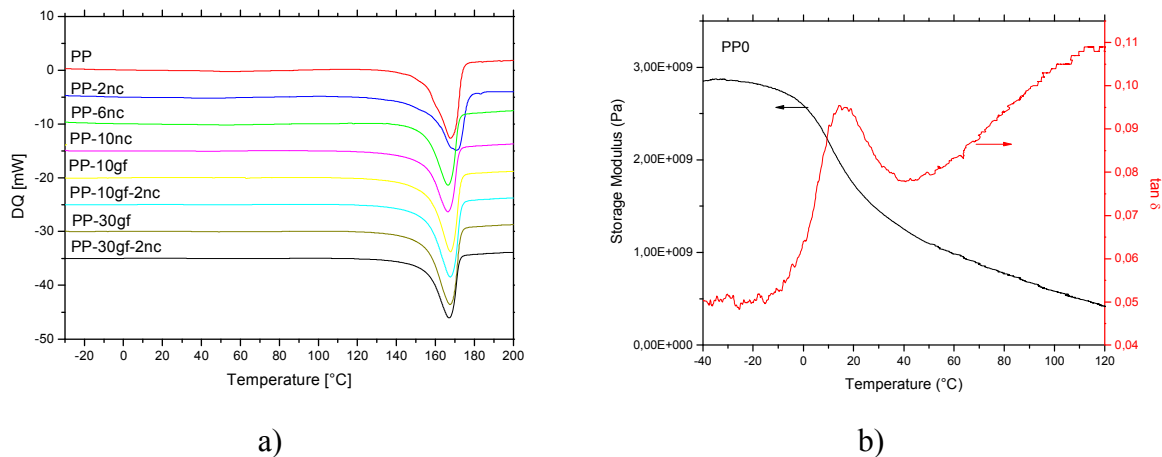 10
0
-10
-20
-30
-40
-50
DQ [mW]
PP
PP-2nc
PP-6nc
PP-10nc
PP-10gf
PP-10gf-2nc
PP-30gf
PP-30gf-2nc
-20 0 20 40 60 80 100 120 140 160 180 200
Temperature [°C]
a)
PP0
3,00E+009
2,00E+009
1,00E+009
0,00E+000
Storage Modulus (Pa)
-40 -20 0 20 40 60 80 100 120
Temperature (°C)
0,11
0,10
0,09
0,08
0,07
0,06
0,05
0,04
tan δ
b)